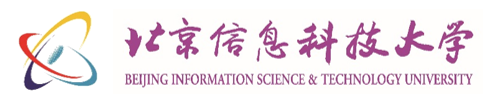 北京信息科技大学
BEIJING INFORMATION SCIENCE & TECHNOLOGY UNIVERSITY